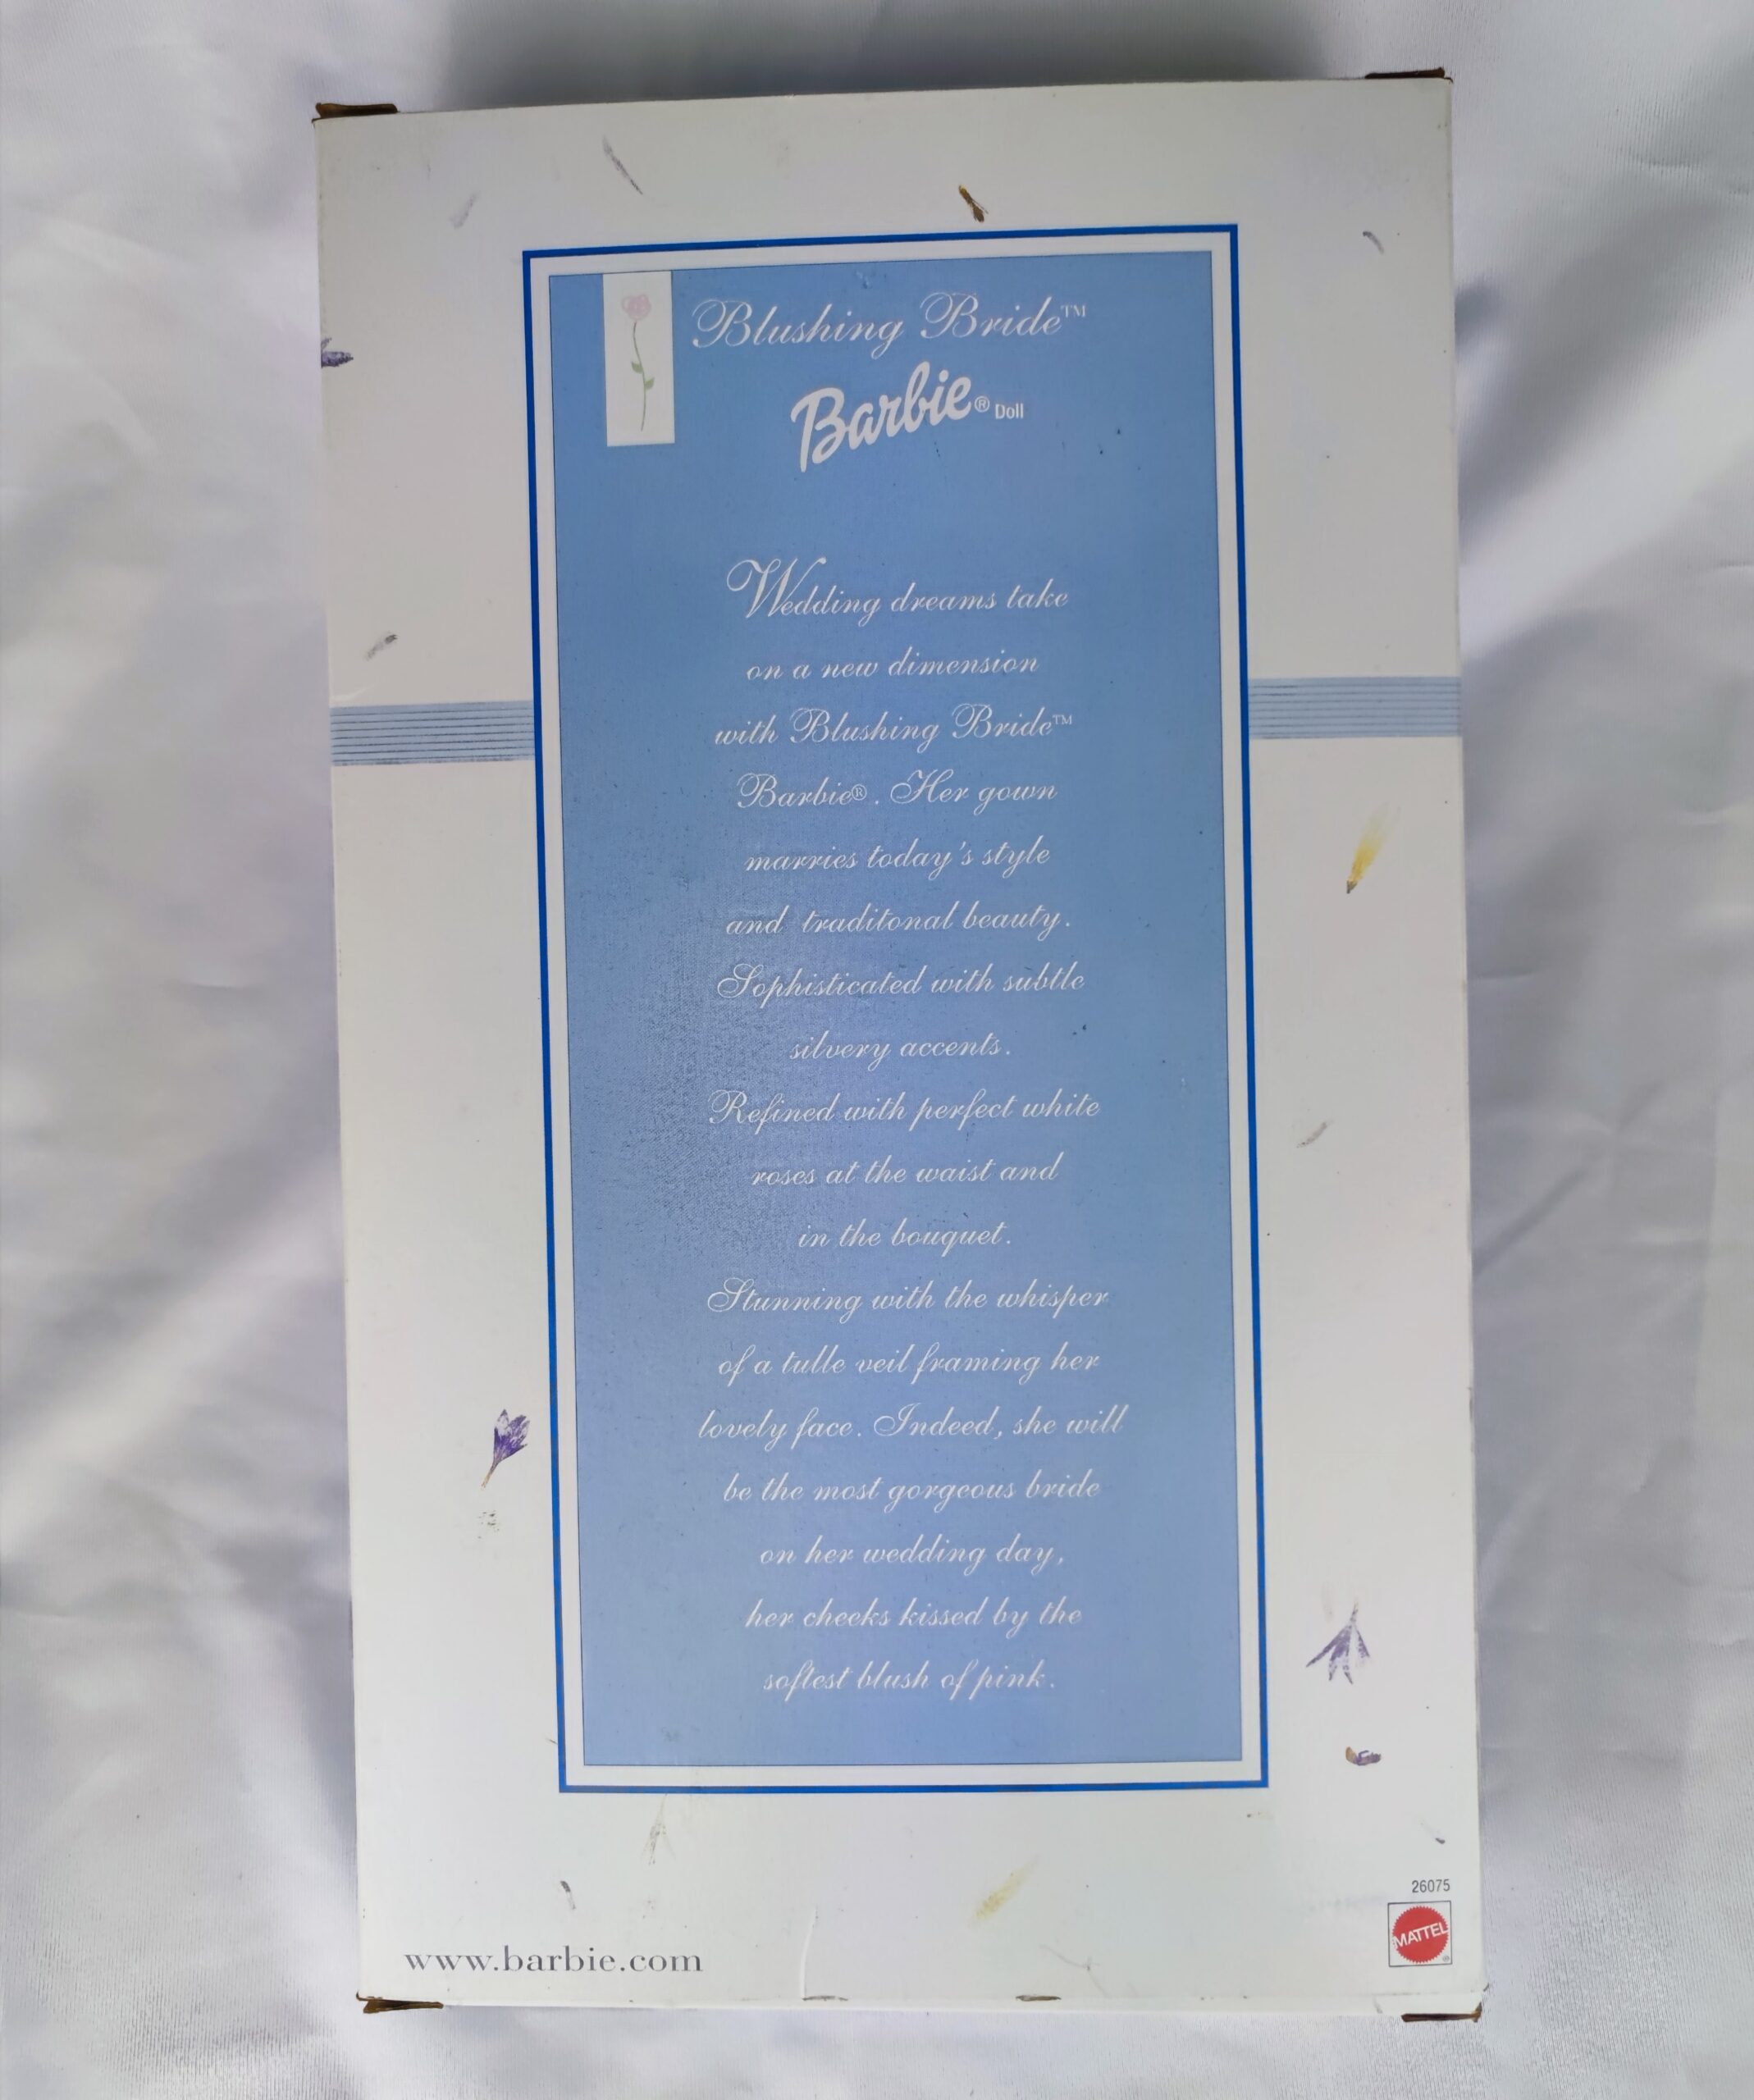 Blushing Bride™
Barbie® Doll
Wedding dreams take
on a new dimension
with Blushing Bride™
Barbie®. Her gown
marries today's style
and traditonal beauty.
Sophisticated with subtle
silvery accents.
Refined with perfect white
roses at the waist and
in the bouquet.
Stunning with the whisper
of a tulle veil framing her
lovely face. Indeed, she will
be the most gorgeous bride
on her wedding day,
her cheeks kissed by the
softest blush of pink.
26075
MATTEL®
www.barbie.com